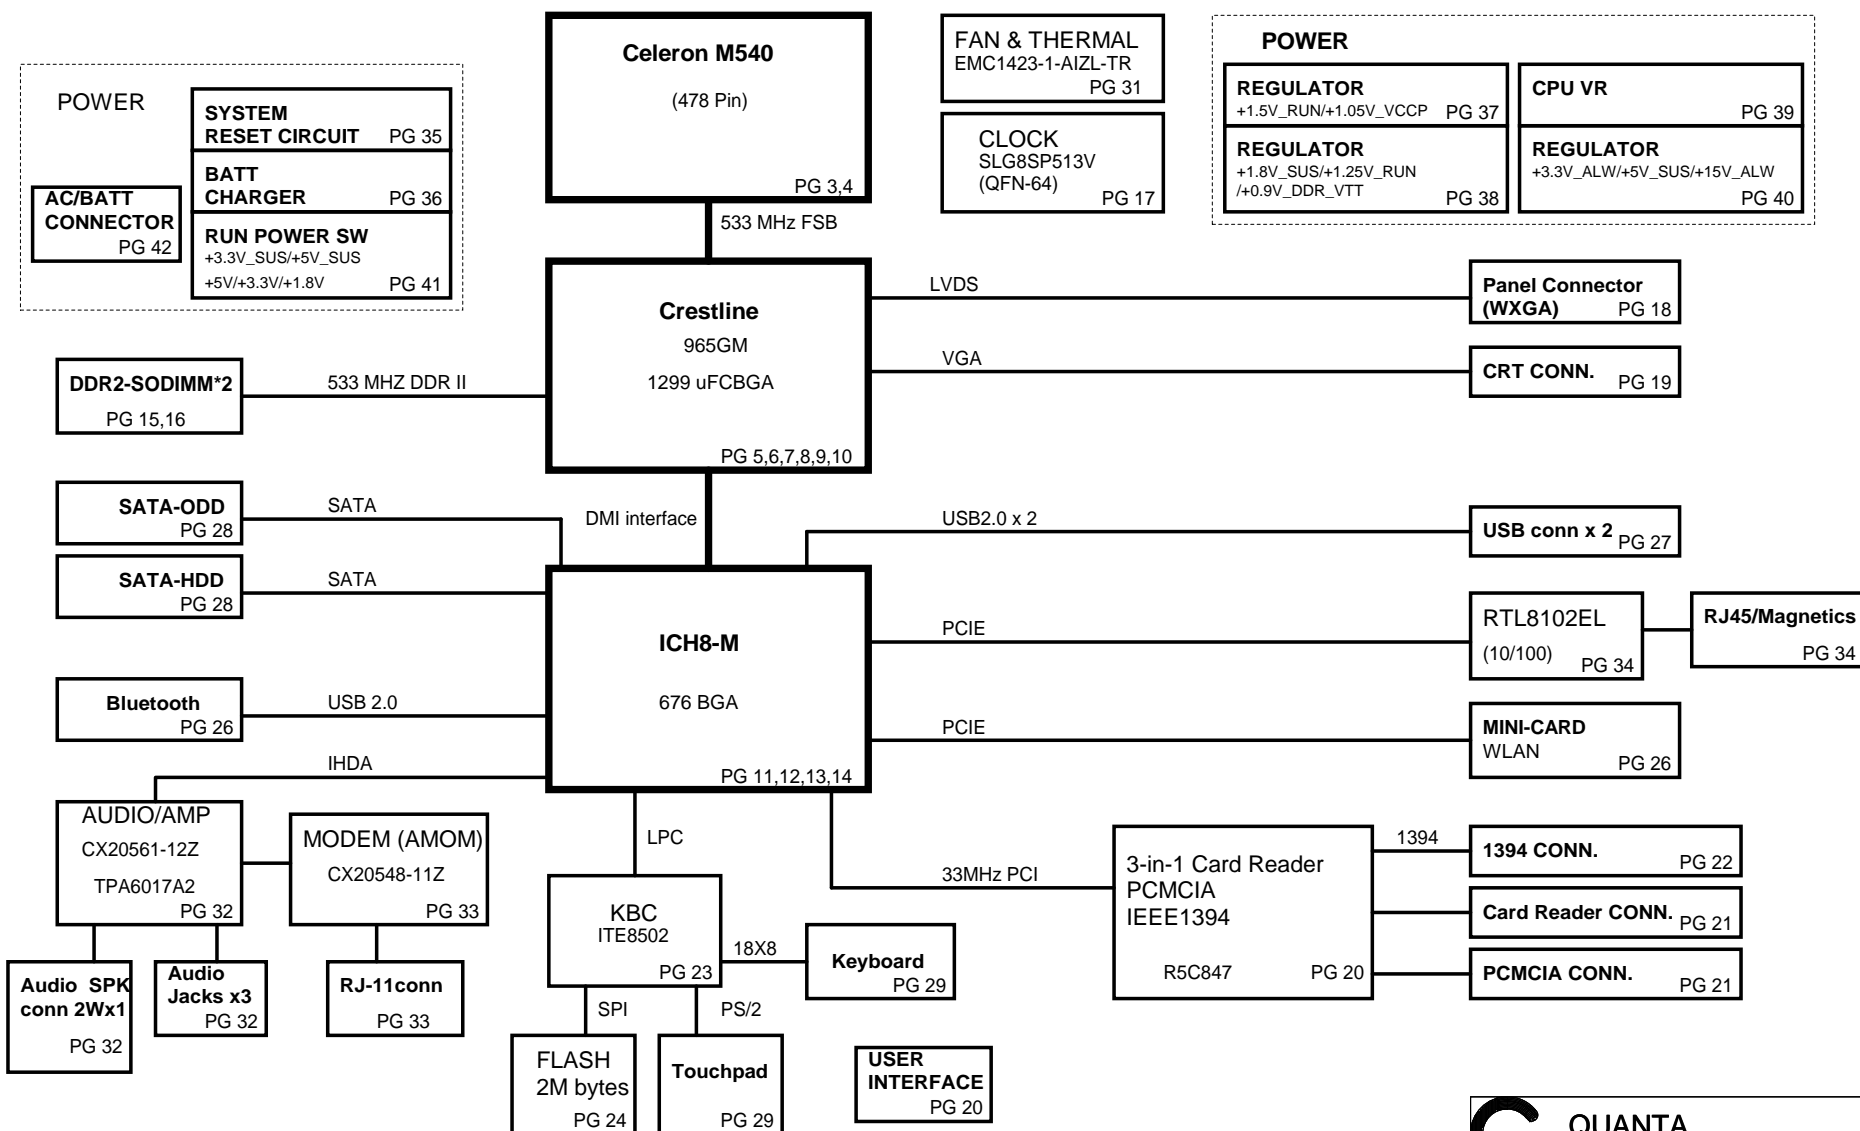 Celeron M540
(478 Pin)
PG 3,4
FAN & THERMAL
EMC1423-1-AIZL-TR
PG 31
CLOCK
SLG8SP513V
(QFN-64)
PG 17
POWER
REGULATOR
+1.5V_RUN/+1.05V_VCCP
PG 37
CPU VR
PG 39
REGULATOR
+1.8V_SUS/+1.25V_RUN
/+0.9V_DDR_VTT
PG 38
REGULATOR
+3.3V_ALW/+5V_SUS/+15V_ALW
PG 40
POWER
SYSTEM
RESET CIRCUIT
PG 35
BATT
CHARGER
PG 36
AC/BATT
CONNECTOR
PG 42
RUN POWER SW
+3.3V_SUS/+5V_SUS
+5V/+3.3V/+1.8V
PG 41
533 MHz FSB
Crestline
965GM
1299 uFCBGA
PG 5,6,7,8,9,10
LVDS
Panel Connector
(WXGA)
PG 18
VGA
CRT CONN.
PG 19
DDR2-SODIMM*2
PG 15,16
533 MHZ DDR II
SATA-ODD
PG 28
SATA
DMI interface
USB2.0 x 2
USB conn x 2
PG 27
SATA-HDD
PG 28
SATA
ICH8-M
676 BGA
PG 11,12,13,14
PCIE
RTL8102EL
(10/100)
PG 34
RJ45/Magnetics
PG 34
Bluetooth
PG 26
USB 2.0
PCIE
MINI-CARD
WLAN
PG 26
IHDA
AUDIO/AMP
CX20561-12Z
TPA6017A2
PG 32
MODEM (AMOM)
CX20548-11Z
PG 33
LPC
33MHz PCI
3-in-1 Card Reader
PCMCIA
IEEE1394
R5C847
PG 20
1394
1394 CONN.
PG 22
Card Reader CONN.
PG 21
PCMCIA CONN.
PG 21
KBC
ITE8502
PG 23
18X8
Keyboard
PG 29
Audio SPK
conn 2Wx1
PG 32
Audio
Jacks x3
PG 32
RJ-11conn
PG 33
SPI
PS/2
FLASH
2M bytes
PG 24
Touchpad
PG 29
USER
INTERFACE
PG 20
QUANTA